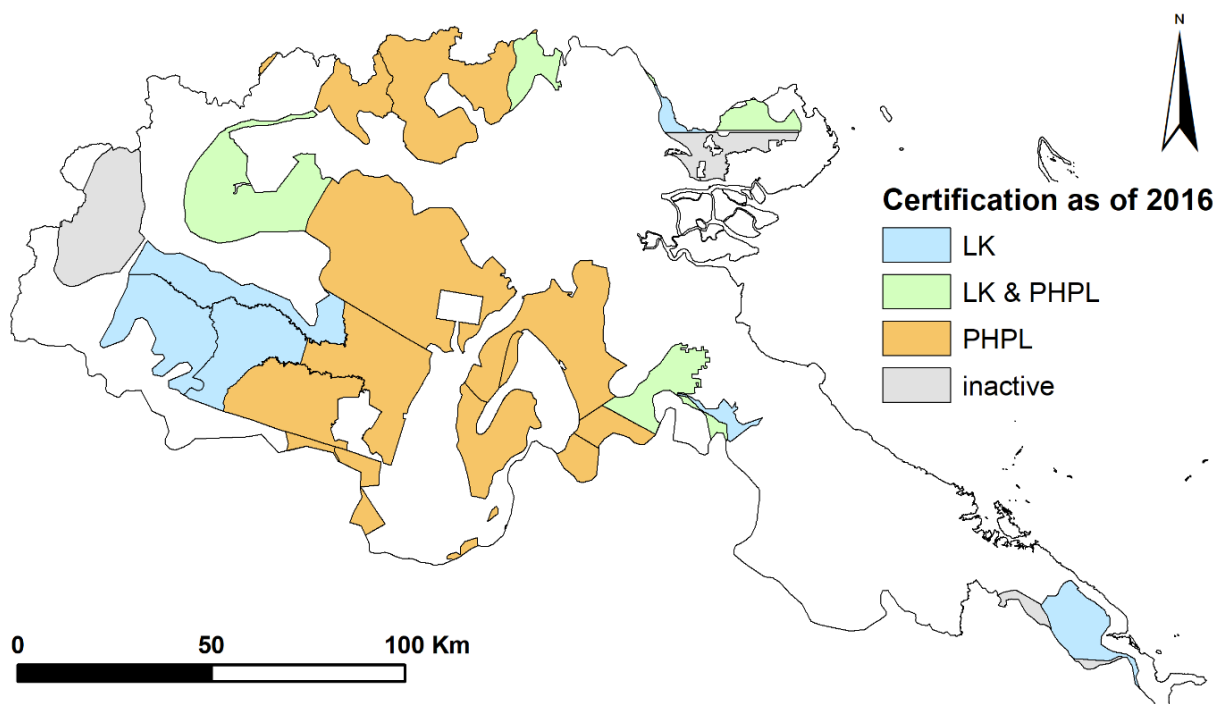 N
Certification as of 2016
LK
LK & PHPL
PHPL
inactive
0 50 100 Km